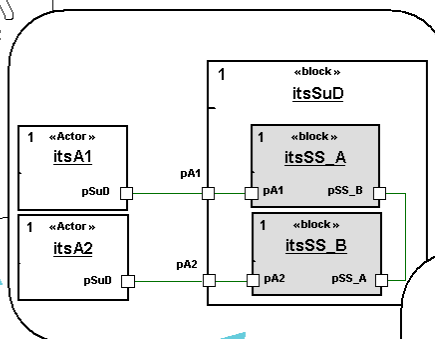 1 «block»
itsSuD
1 «Actor»
itsA1
pSuD
pA1
1 «block»
itsSS_A
pA1 pSS_B
1 «Actor»
itsA2
pSuD
pA2
1 «block»
itsSS_B
pA2 pSS_A